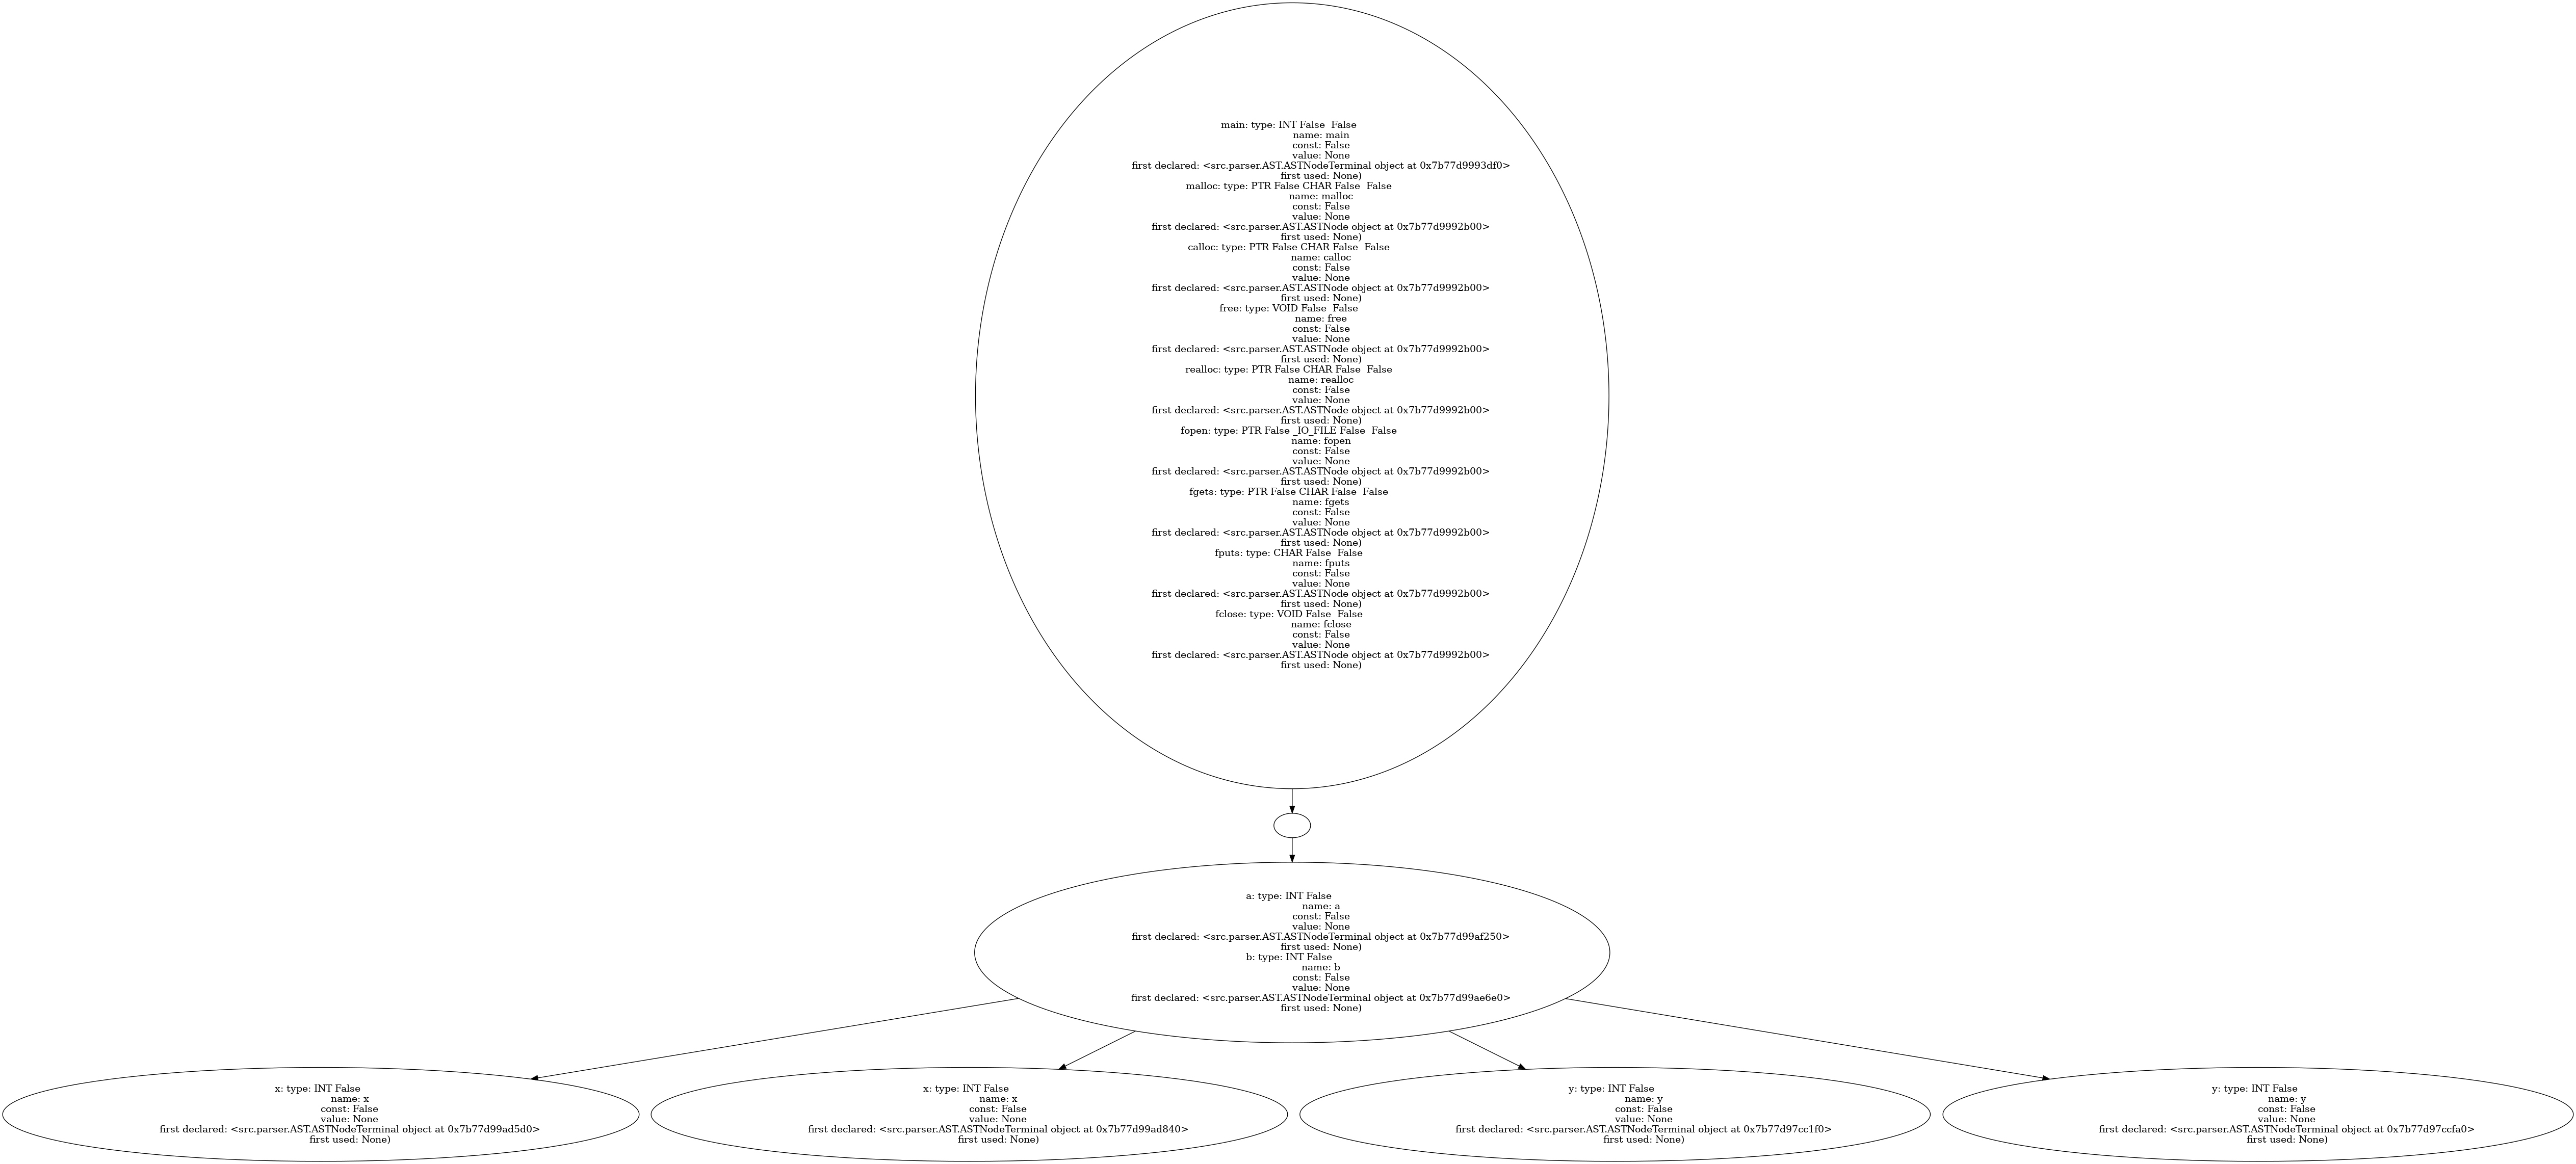 main: type: INT False  False
name: main
const: False
value: None
first declared: <src.parser.AST.ASTNodeTerminal object at 0x7b77d9993df0>
first used: None)
malloc: type: PTR False CHAR False  False
name: malloc
const: False
value: None
first declared: <src.parser.AST.ASTNode object at 0x7b77d9992b00>
first used: None)
calloc: type: PTR False CHAR False  False
name: calloc
const: False
value: None
first declared: <src.parser.AST.ASTNode object at 0x7b77d9992b00>
first used: None)
free: type: VOID False  False
name: free
const: False
value: None
first declared: <src.parser.AST.ASTNode object at 0x7b77d9992b00>
first used: None)
realloc: type: PTR False CHAR False  False
name: realloc
const: False
value: None
first declared: <src.parser.AST.ASTNode object at 0x7b77d9992b00>
first used: None)
fopen: type: PTR False _IO_FILE False  False
name: fopen
const: False
value: None
first declared: <src.parser.AST.ASTNode object at 0x7b77d9992b00>
first used: None)
fgets: type: PTR False CHAR False  False
name: fgets
const: False
value: None
first declared: <src.parser.AST.ASTNode object at 0x7b77d9992b00>
first used: None)
fputs: type: CHAR False  False
name: fputs
const: False
value: None
first declared: <src.parser.AST.ASTNode object at 0x7b77d9992b00>
first used: None)
fclose: type: VOID False  False
name: fclose
const: False
value: None
first declared: <src.parser.AST.ASTNode object at 0x7b77d9992b00>
first used: None)
a: type: INT False
name: a
const: False
value: None
first declared: <src.parser.AST.ASTNodeTerminal object at 0x7b77d99af250>
first used: None)
b: type: INT False
name: b
const: False
value: None
first declared: <src.parser.AST.ASTNodeTerminal object at 0x7b77d99ae6e0>
first used: None)
x: type: INT False
name: x
const: False
value: None
first declared: <src.parser.AST.ASTNodeTerminal object at 0x7b77d99ad5d0>
first used: None)
x: type: INT False
name: x
const: False
value: None
first declared: <src.parser.AST.ASTNodeTerminal object at 0x7b77d99ad840>
first used: None)
y: type: INT False
name: y
const: False
value: None
first declared: <src.parser.AST.ASTNodeTerminal object at 0x7b77d97cc1f0>
first used: None)
y: type: INT False
name: y
const: False
value: None
first declared: <src.parser.AST.ASTNodeTerminal object at 0x7b77d97ccfa0>
first used: None)